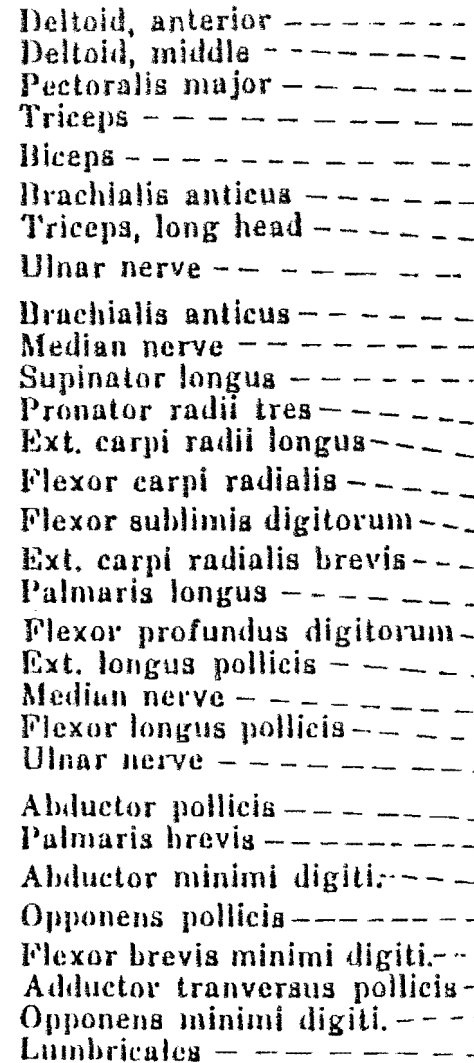 Deltoid, anterior
Deltoid, middle
Pectoralis major
Triceps
Biceps
Brachialis anticus
Triceps, long head
Ulnar nerve
Brachialis anticus
Median nerve
Supinator longus
Pronator radii tres
Ext. carpi radii longus
Flexor carpi radialis
Flexor sublimis digitorum
Ext. carpi radialis brevis
Palmaris longus
Flexor profundus digitorum
Ext. longus pollicis
Median nerve
Flexor longus pollicis
Ulnar nerve
Abductor pollicis
Palmaris brevis
Abductor minimi digiti.
Opponens pollicis
Flexor brevis minimi digiti.
Adductor tranversus pollicis
Opponens minimi digiti.
Lumbricales